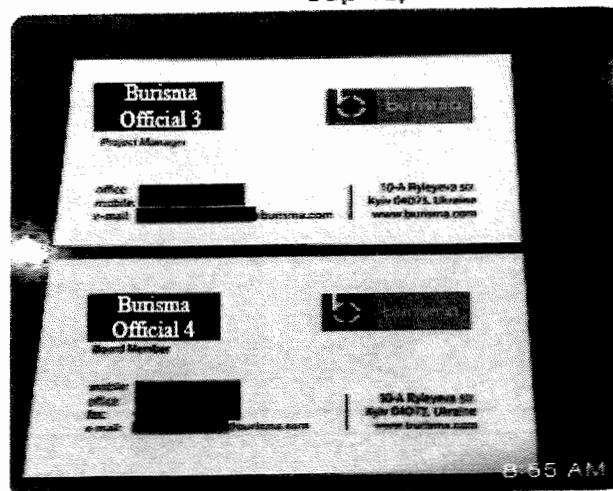 Burisma
Official 3
burisma
Project Manager
office:
mobile:
e-mail: burisma.com
10-A Ryleyeva str.
Kyiv 04073, Ukraine
www.burisma.com
Burisma
Official 4
burisma
Board Member
mobile:
office:
fax:
e-mail: @burisma.com
10-A Ryleyeva str.
Kyiv 04073, Ukraine
www.burisma.com
8:55 AM